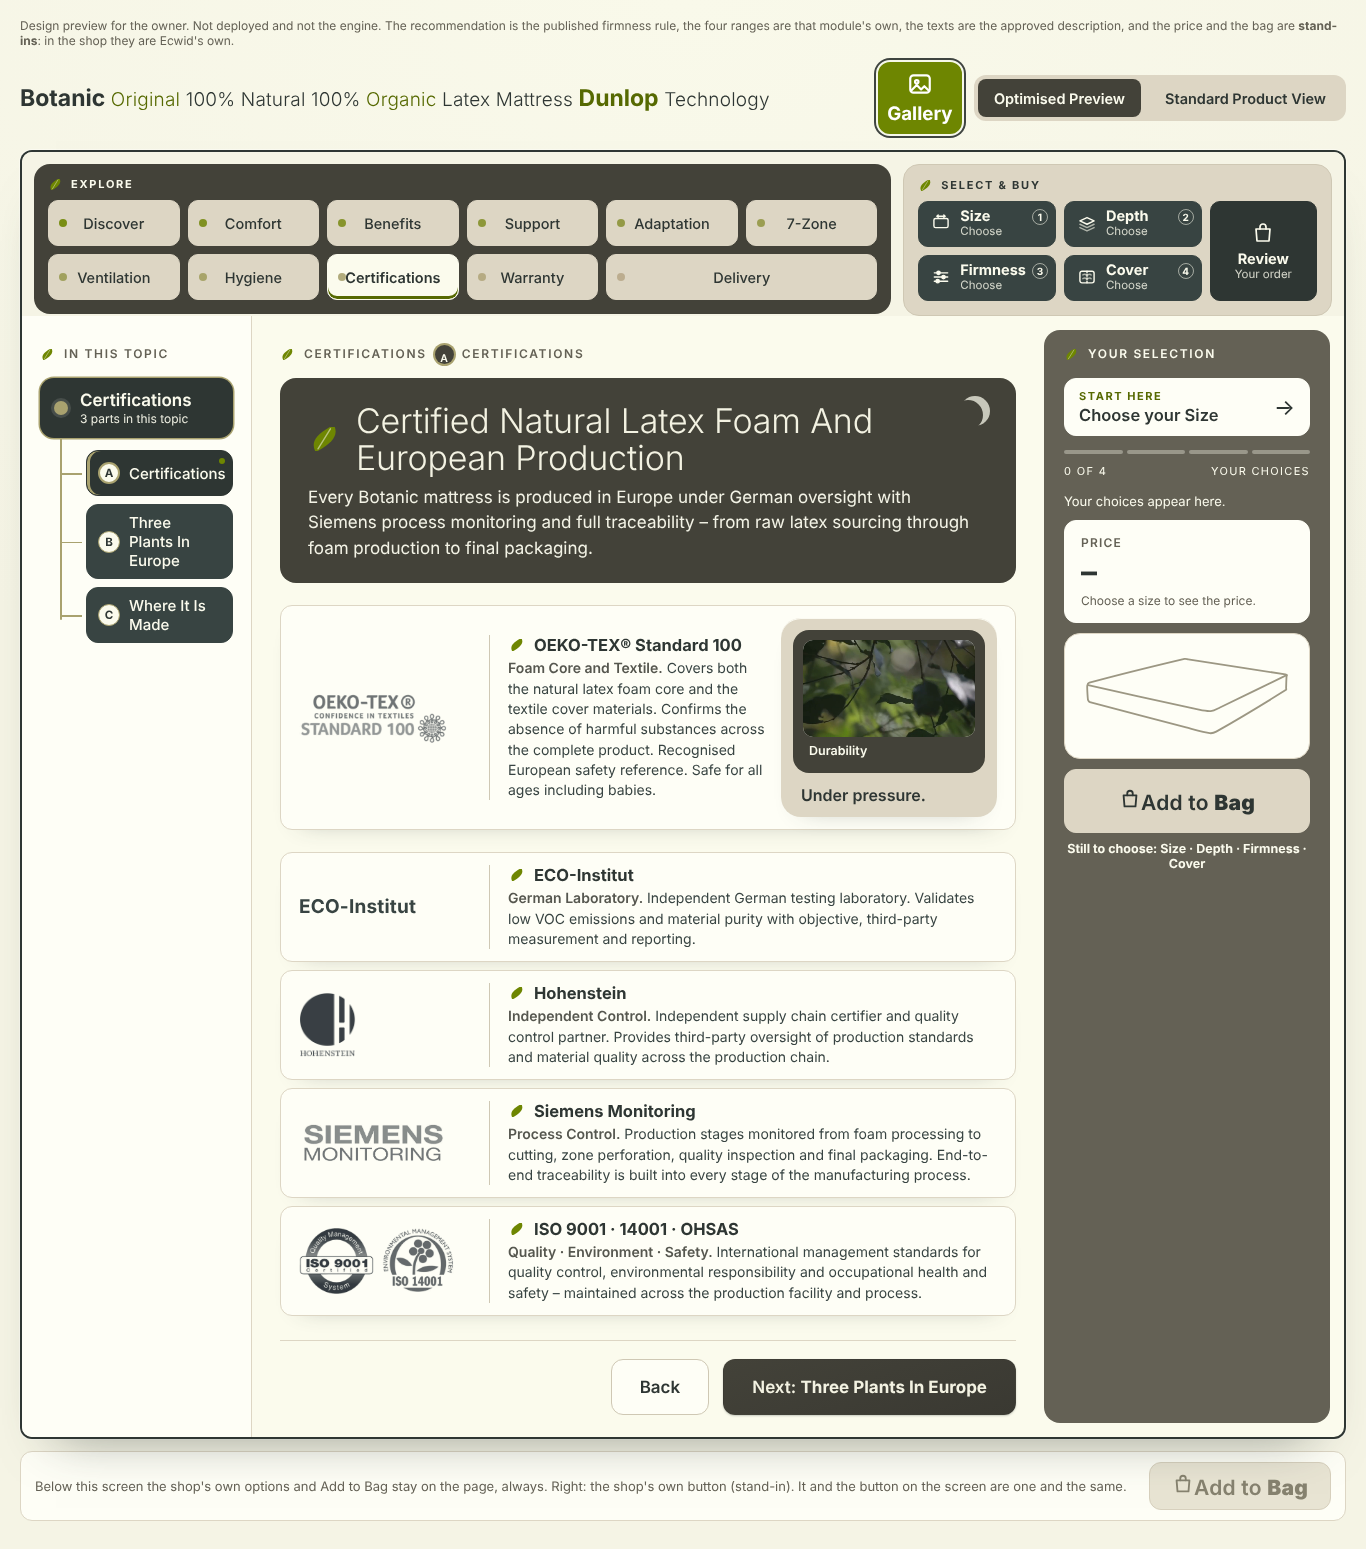 Design preview for the owner. Not deployed and not the engine. The recommendation is the published firmness rule, the four ranges are that module's own, the texts are the approved description, and the price and the bag are stand-
ins: in the shop they are Ecwid's own.
Botanic Original 100% Natural 100% Organic Latex Mattress Dunlop Technology
Gallery
Optimised Preview
Standard Product View
EXPLORE
Discover
Comfort
Benefits
Support
Adaptation
7-Zone
Ventilation
Hygiene
Certifications
Warranty
Delivery
SELECT & BUY
Size
Choose
1
Depth
Choose
2
Firmness
Choose
3
Cover
Choose
4
Review
Your order
IN THIS TOPIC
Certifications
3 parts in this topic
A Certifications
B Three
Plants In
Europe
C Where It Is
Made
CERTIFICATIONS A CERTIFICATIONS
Certified Natural Latex Foam And
European Production
Every Botanic mattress is produced in Europe under German oversight with
Siemens process monitoring and full traceability – from raw latex sourcing through
foam production to final packaging.
OEKO-TEX®
CONFIDENCE IN TEXTILES
STANDARD 100
OEKO-TEX® Standard 100
Foam Core and Textile. Covers both
the natural latex foam core and the
textile cover materials. Confirms the
absence of harmful substances across
the complete product. Recognised
European safety reference. Safe for all
ages including babies.
Durability
Under pressure.
ECO-Institut
ECO-Institut
German Laboratory. Independent German testing laboratory. Validates
low VOC emissions and material purity with objective, third-party
measurement and reporting.
HOHENSTEIN
Hohenstein
Independent Control. Independent supply chain certifier and quality
control partner. Provides third-party oversight of production standards
and material quality across the production chain.
SIEMENS
MONITORING
Siemens Monitoring
Process Control. Production stages monitored from foam processing to
cutting, zone perforation, quality inspection and final packaging. End-to-
end traceability is built into every stage of the manufacturing process.
Quality Management
ISO 9001
Certified
System
ENVIRONMENTAL MANAGEMENT SYSTEM
ISO 14001
ISO 9001 · 14001 · OHSAS
Quality · Environment · Safety. International management standards for
quality control, environmental responsibility and occupational health and
safety – maintained across the production facility and process.
Back
Next: Three Plants In Europe
YOUR SELECTION
START HERE
Choose your Size
0 OF 4
YOUR CHOICES
Your choices appear here.
PRICE
–
Choose a size to see the price.
Add to Bag
Still to choose: Size · Depth · Firmness ·
Cover
Below this screen the shop's own options and Add to Bag stay on the page, always. Right: the shop's own button (stand-in). It and the button on the screen are one and the same.
Add to Bag